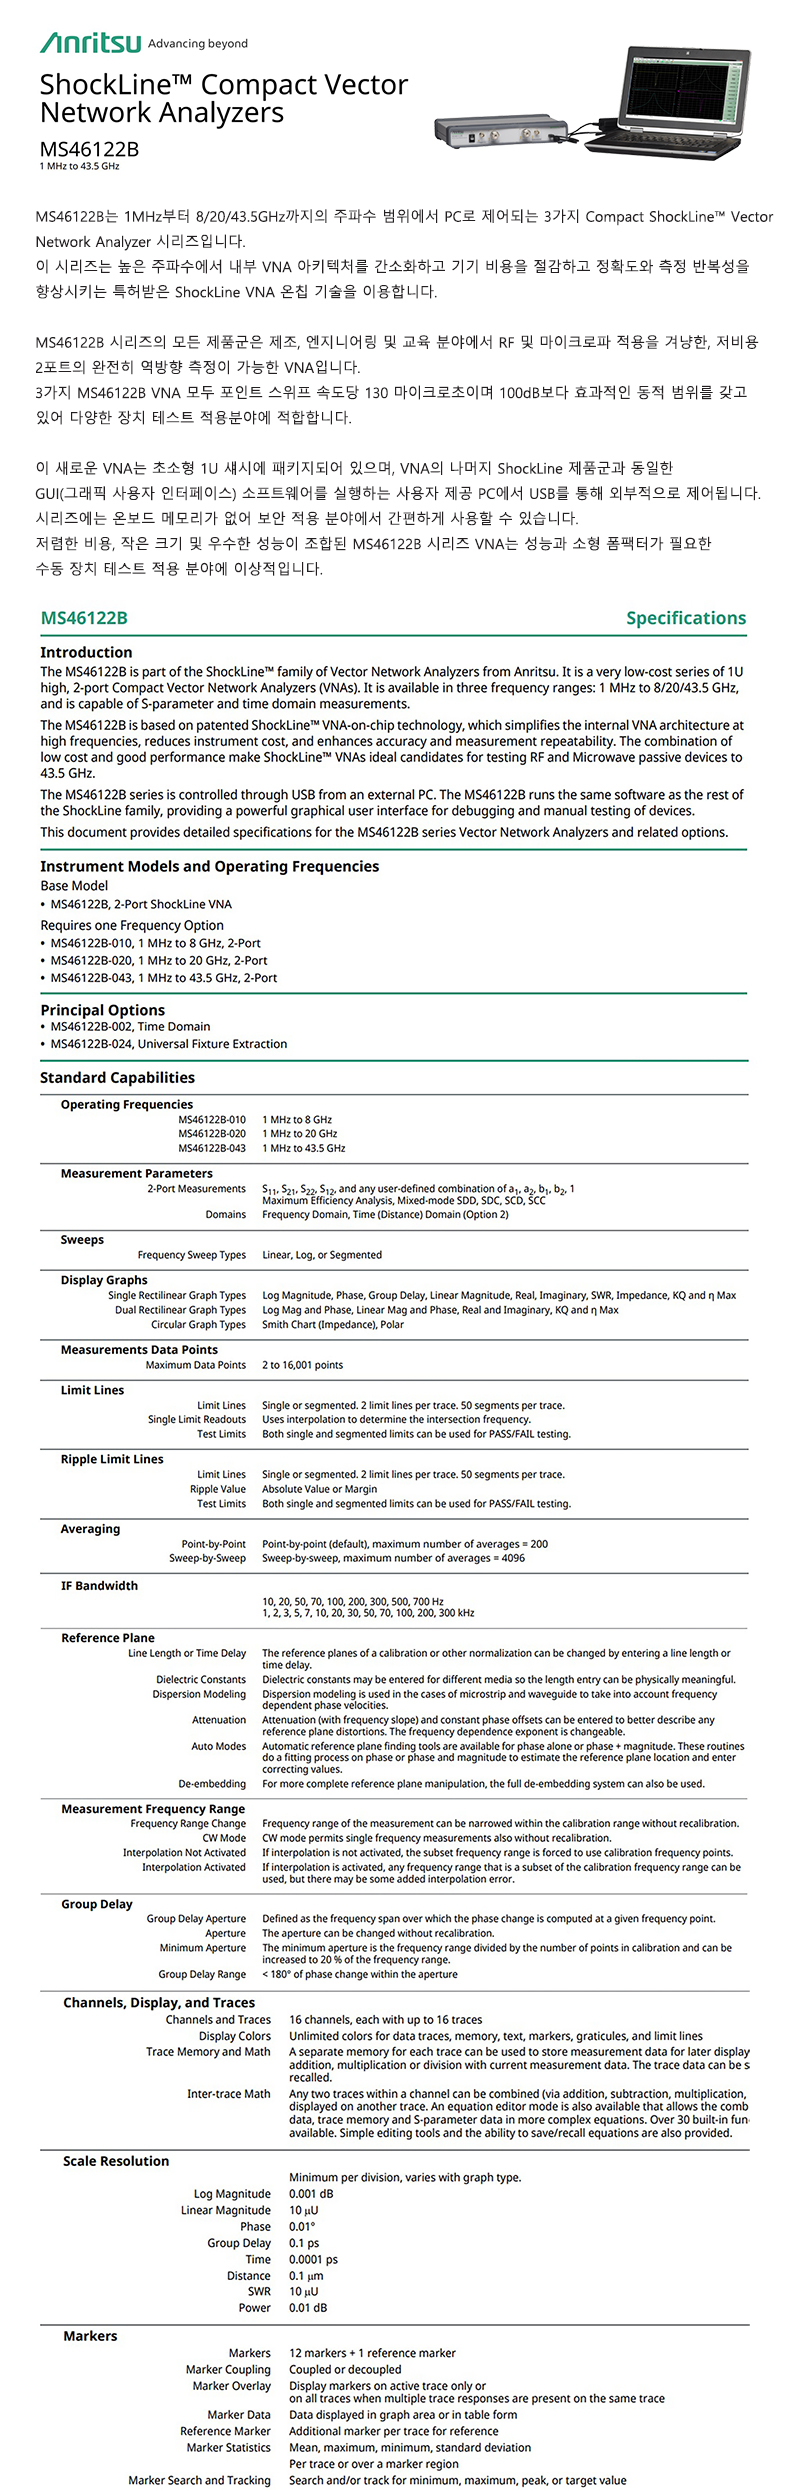 Anritsu Advancing beyond
ShockLine™ Compact Vector
Network Analyzers
MS46122B
1 MHz to 43.5 GHz
MS46122B는 1MHz부터 8/20/43.5GHz까지의 주파수 범위에서 PC로 제어되는 3가지 Compact ShockLine™ Vector
Network Analyzer 시리즈입니다.
이 시리즈는 높은 주파수에서 내부 VNA 아키텍처를 간소화하고 기기 비용을 절감하고 정확도와 측정 반복성을
향상시키는 특허받은 ShockLine VNA 온칩 기술을 이용합니다.
MS46122B 시리즈의 모든 제품군은 제조, 엔지니어링 및 교육 분야에서 RF 및 마이크로파 적용을 겨냥한, 저비용
2포트의 완전히 역방향 측정이 가능한 VNA입니다.
3가지 MS46122B VNA 모두 포인트 스위프 속도당 130 마이크로초이며 100dB보다 효과적인 동적 범위를 갖고
있어 다양한 장치 테스트 적용분야에 적합합니다.
이 새로운 VNA는 초소형 1U 섀시에 패키지되어 있으며, VNA의 나머지 ShockLine 제품군과 동일한
GUI(그래픽 사용자 인터페이스) 소프트웨어를 실행하는 사용자 제공 PC에서 USB를 통해 외부적으로 제어됩니다.
시리즈에는 온보드 메모리가 없어 보안 적용 분야에서 간편하게 사용할 수 있습니다.
저렴한 비용, 작은 크기 및 우수한 성능이 조합된 MS46122B 시리즈 VNA는 성능과 소형 폼팩터가 필요한
수동 장치 테스트 적용 분야에 이상적입니다.
MS46122B Specifications
Introduction
The MS46122B is part of the ShockLine™ family of Vector Network Analyzers from Anritsu. It is a very low-cost series of 1U
high, 2-port Compact Vector Network Analyzers (VNAs). It is available in three frequency ranges: 1 MHz to 8/20/43.5 GHz,
and is capable of S-parameter and time domain measurements.
The MS46122B is based on patented ShockLine™ VNA-on-chip technology, which simplifies the internal VNA architecture at
high frequencies, reduces instrument cost, and enhances accuracy and measurement repeatability. The combination of
low cost and good performance make ShockLine™ VNAs ideal candidates for testing RF and Microwave passive devices to
43.5 GHz.
The MS46122B series is controlled through USB from an external PC. The MS46122B runs the same software as the rest of
the ShockLine family, providing a powerful graphical user interface for debugging and manual testing of devices.
This document provides detailed specifications for the MS46122B series Vector Network Analyzers and related options.
Instrument Models and Operating Frequencies
Base Model
• MS46122B, 2-Port ShockLine VNA
Requires one Frequency Option
• MS46122B-010, 1 MHz to 8 GHz, 2-Port
• MS46122B-020, 1 MHz to 20 GHz, 2-Port
• MS46122B-043, 1 MHz to 43.5 GHz, 2-Port
Principal Options
• MS46122B-002, Time Domain
• MS46122B-024, Universal Fixture Extraction
Standard Capabilities
Operating Frequencies
MS46122B-010 1 MHz to 8 GHz
MS46122B-020 1 MHz to 20 GHz
MS46122B-043 1 MHz to 43.5 GHz
Measurement Parameters
2-Port Measurements S11, S21, S22, S12, and any user-defined combination of a1, a2, b1, b2, 1
Maximum Efficiency Analysis, Mixed-mode SDD, SDC, SCD, SCC
Domains Frequency Domain, Time (Distance) Domain (Option 2)
Sweeps
Frequency Sweep Types Linear, Log, or Segmented
Display Graphs
Single Rectilinear Graph Types Log Magnitude, Phase, Group Delay, Linear Magnitude, Real, Imaginary, SWR, Impedance, KQ and η Max
Dual Rectilinear Graph Types Log Mag and Phase, Linear Mag and Phase, Real and Imaginary, KQ and η Max
Circular Graph Types Smith Chart (Impedance), Polar
Measurements Data Points
Maximum Data Points 2 to 16,001 points
Limit Lines
Limit Lines Single or segmented. 2 limit lines per trace. 50 segments per trace.
Single Limit Readouts Uses interpolation to determine the intersection frequency.
Test Limits Both single and segmented limits can be used for PASS/FAIL testing.
Ripple Limit Lines
Limit Lines Single or segmented. 2 limit lines per trace. 50 segments per trace.
Ripple Value Absolute Value or Margin
Test Limits Both single and segmented limits can be used for PASS/FAIL testing.
Averaging
Point-by-Point Point-by-point (default), maximum number of averages = 200
Sweep-by-Sweep Sweep-by-sweep, maximum number of averages = 4096
IF Bandwidth
10, 20, 50, 70, 100, 200, 300, 500, 700 Hz
1, 2, 3, 5, 7, 10, 20, 30, 50, 70, 100, 200, 300 kHz
Reference Plane
Line Length or Time Delay The reference planes of a calibration or other normalization can be changed by entering a line length or
time delay.
Dielectric Constants Dielectric constants may be entered for different media so the length entry can be physically meaningful.
Dispersion Modeling Dispersion modeling is used in the cases of microstrip and waveguide to take into account frequency
dependent phase velocities.
Attenuation Attenuation (with frequency slope) and constant phase offsets can be entered to better describe any
reference plane distortions. The frequency dependence exponent is changeable.
Auto Modes Automatic reference plane finding tools are available for phase alone or phase + magnitude. These routines
do a fitting process on phase or phase and magnitude to estimate the reference plane location and enter
correcting values.
De-embedding For more complete reference plane manipulation, the full de-embedding system can also be used.
Measurement Frequency Range
Frequency Range Change Frequency range of the measurement can be narrowed within the calibration range without recalibration.
CW Mode CW mode permits single frequency measurements also without recalibration.
Interpolation Not Activated If interpolation is not activated, the subset frequency range is forced to use calibration frequency points.
Interpolation Activated If interpolation is activated, any frequency range that is a subset of the calibration frequency range can be
used, but there may be some added interpolation error.
Group Delay
Group Delay Aperture Defined as the frequency span over which the phase change is computed at a given frequency point.
Aperture The aperture can be changed without recalibration.
Minimum Aperture The minimum aperture is the frequency range divided by the number of points in calibration and can be
increased to 20 % of the frequency range.
Group Delay Range < 180° of phase change within the aperture
Channels, Display, and Traces
Channels and Traces 16 channels, each with up to 16 traces
Display Colors Unlimited colors for data traces, memory, text, markers, graticules, and limit lines
Trace Memory and Math A separate memory for each trace can be used to store measurement data for later display
addition, multiplication or division with current measurement data. The trace data can be s
recalled.
Inter-trace Math Any two traces within a channel can be combined (via addition, subtraction, multiplication,
displayed on another trace. An equation editor mode is also available that allows the comb
data, trace memory and S-parameter data in more complex equations. Over 30 built-in fun
available. Simple editing tools and the ability to save/recall equations are also provided.
Scale Resolution
Minimum per division, varies with graph type.
Log Magnitude 0.001 dB
Linear Magnitude 10 μU
Phase 0.01°
Group Delay 0.1 ps
Time 0.0001 ps
Distance 0.1 μm
SWR 10 μU
Power 0.01 dB
Markers
Markers 12 markers + 1 reference marker
Marker Coupling Coupled or decoupled
Marker Overlay Display markers on active trace only or
on all traces when multiple trace responses are present on the same trace
Marker Data Data displayed in graph area or in table form
Reference Marker Additional marker per trace for reference
Marker Statistics Mean, maximum, minimum, standard deviation
Per trace or over a marker region
Marker Search and Tracking Search and/or track for minimum, maximum, peak, or target value